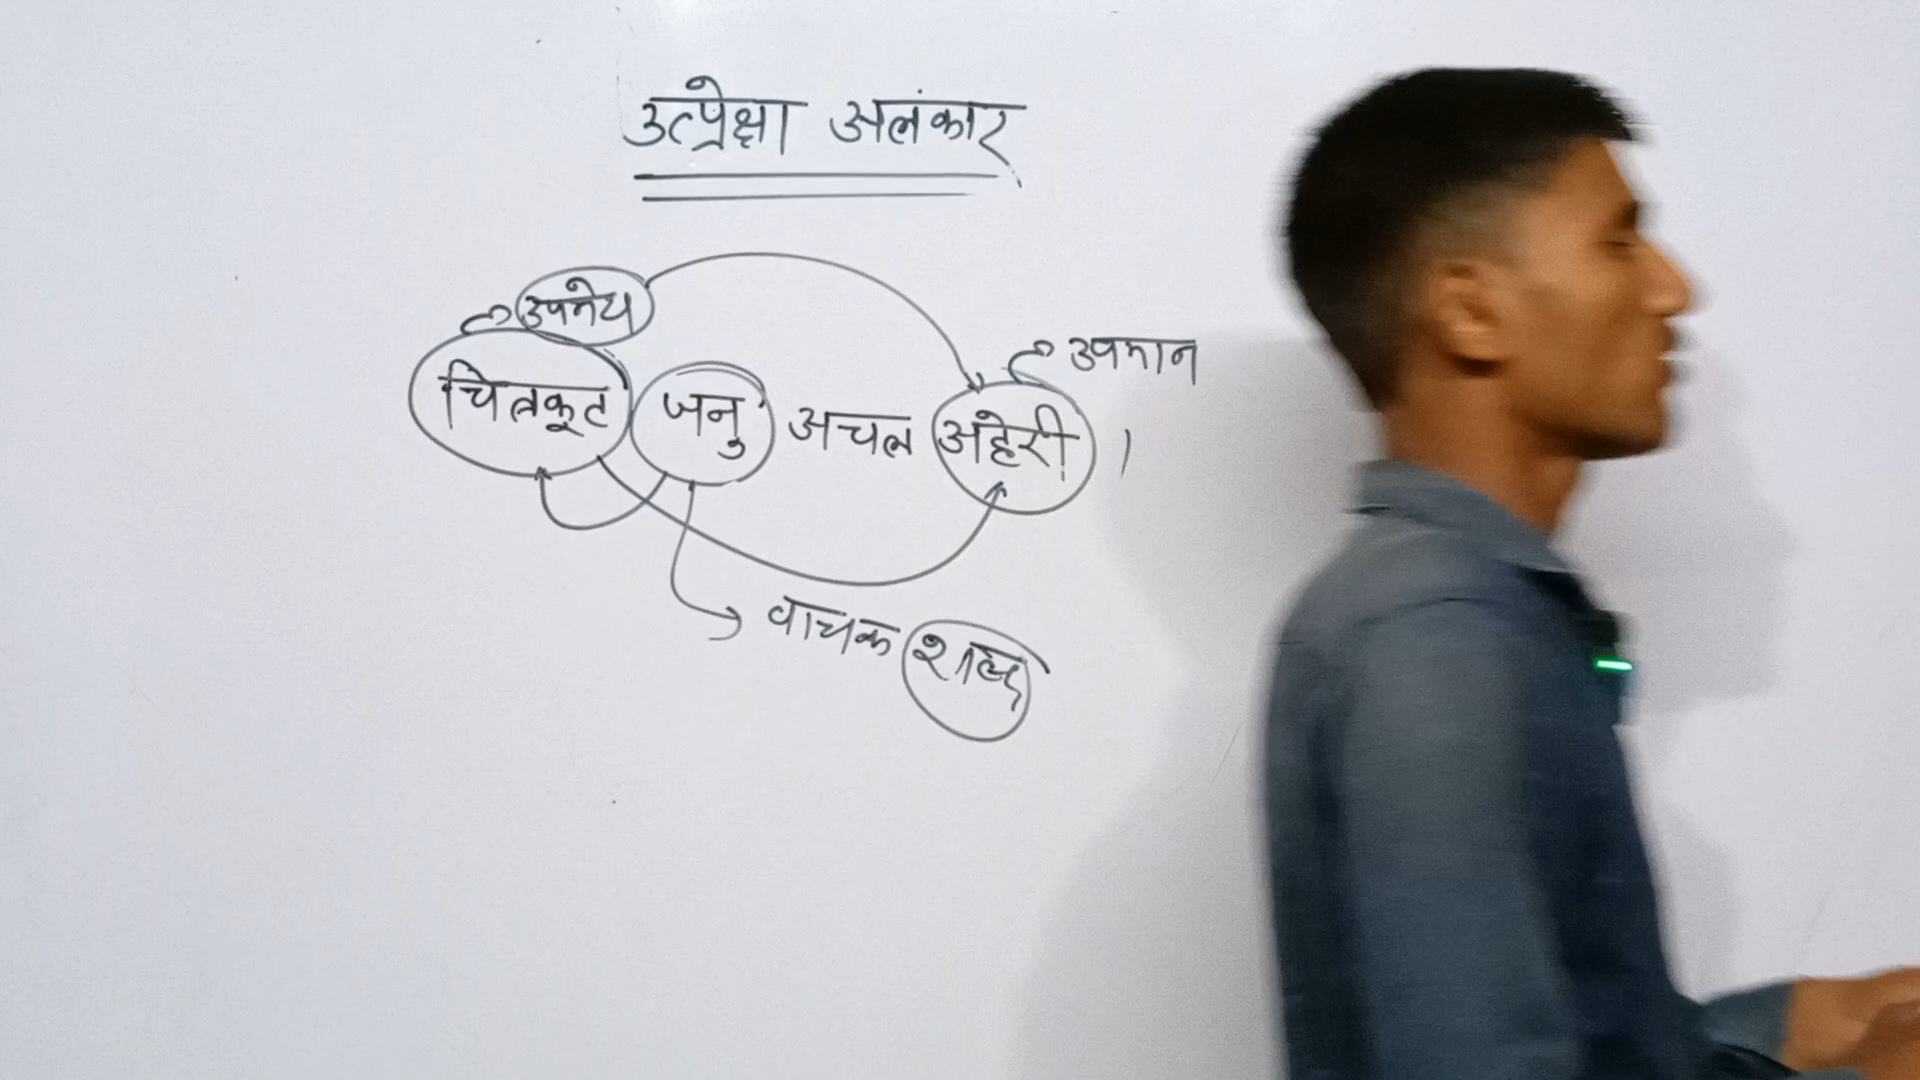 उत्प्रेक्षा अलंकार
उपमेय
उपमान
चित्रकूट जनु अचल अहेरी ।
वाचक शब्द